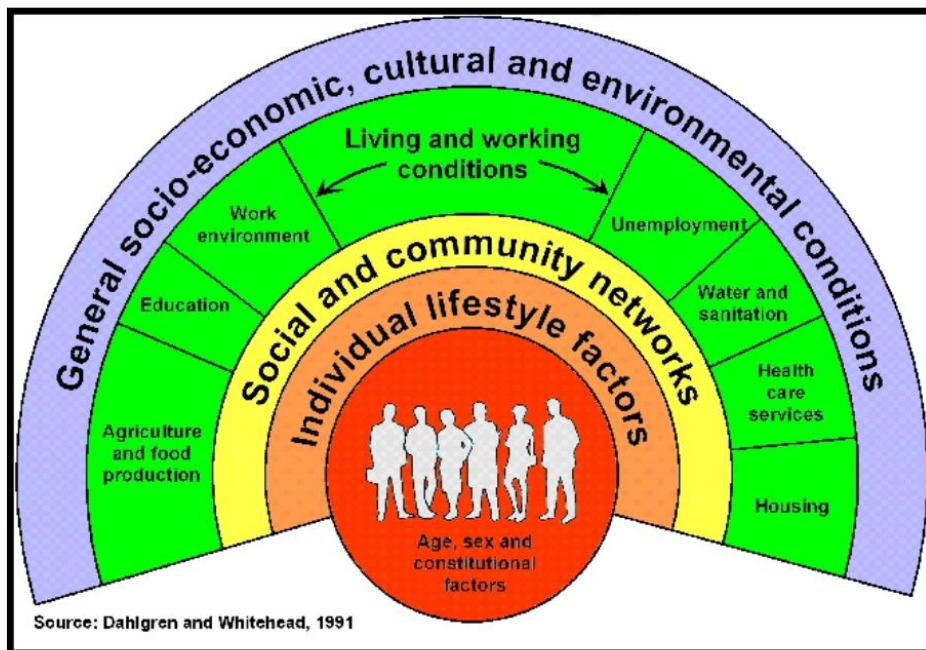 General socio-economic, cultural and environmental conditions
Living and working
conditions
Work
environment
Unemployment
Education
Water and
sanitation
Agriculture
and food
production
Health
care
services
Housing
Social and community networks
Individual lifestyle factors
Age, sex and
constitutional
factors
Source: Dahlgren and Whitehead, 1991